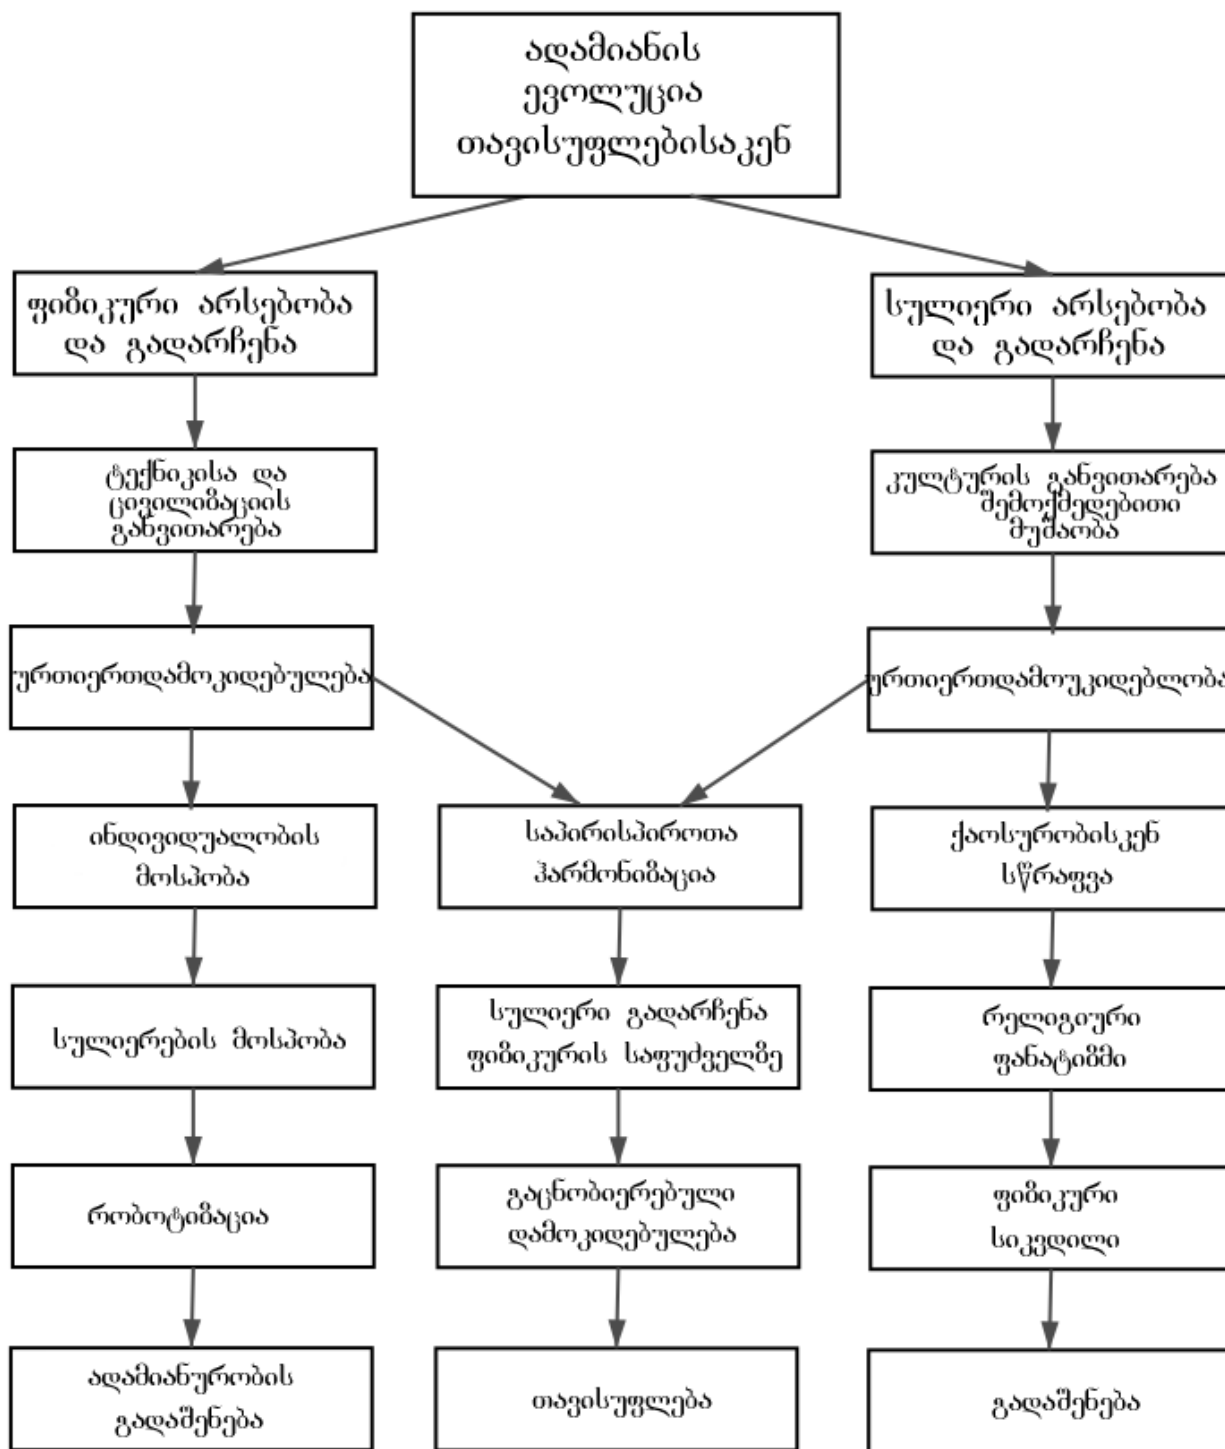 ადამიანის
ევოლუცია
თავისუფლებისაკენ
ფიზიკური არსებობა
და გადარჩენა
სულიერი არსებობა
და გადარჩენა
ტექნიკისა და
ცივილიზაციის
განვითარება
კულტურის განვითარება
შემოქმედებითი
მუშაობა
ურთიერთდამოკიდებულება
ურთიერთდამოუკიდებლობა
ინდივიდუალობის
მოსპობა
საპირისპიროთა
ჰარმონიზაცია
ქაოსურობისკენ
სწრაფვა
სულიერების მოსპობა
სულიერი გადარჩენა
ფიზიკურის საფუძველზე
რელიგიური
ფანატიზმი
რობოტიზაცია
გაცნობიერებული
დამოკიდებულება
ფიზიკური
სიკვდილი
ადამიანურობის
გადაშენება
თავისუფლება
გადაშენება